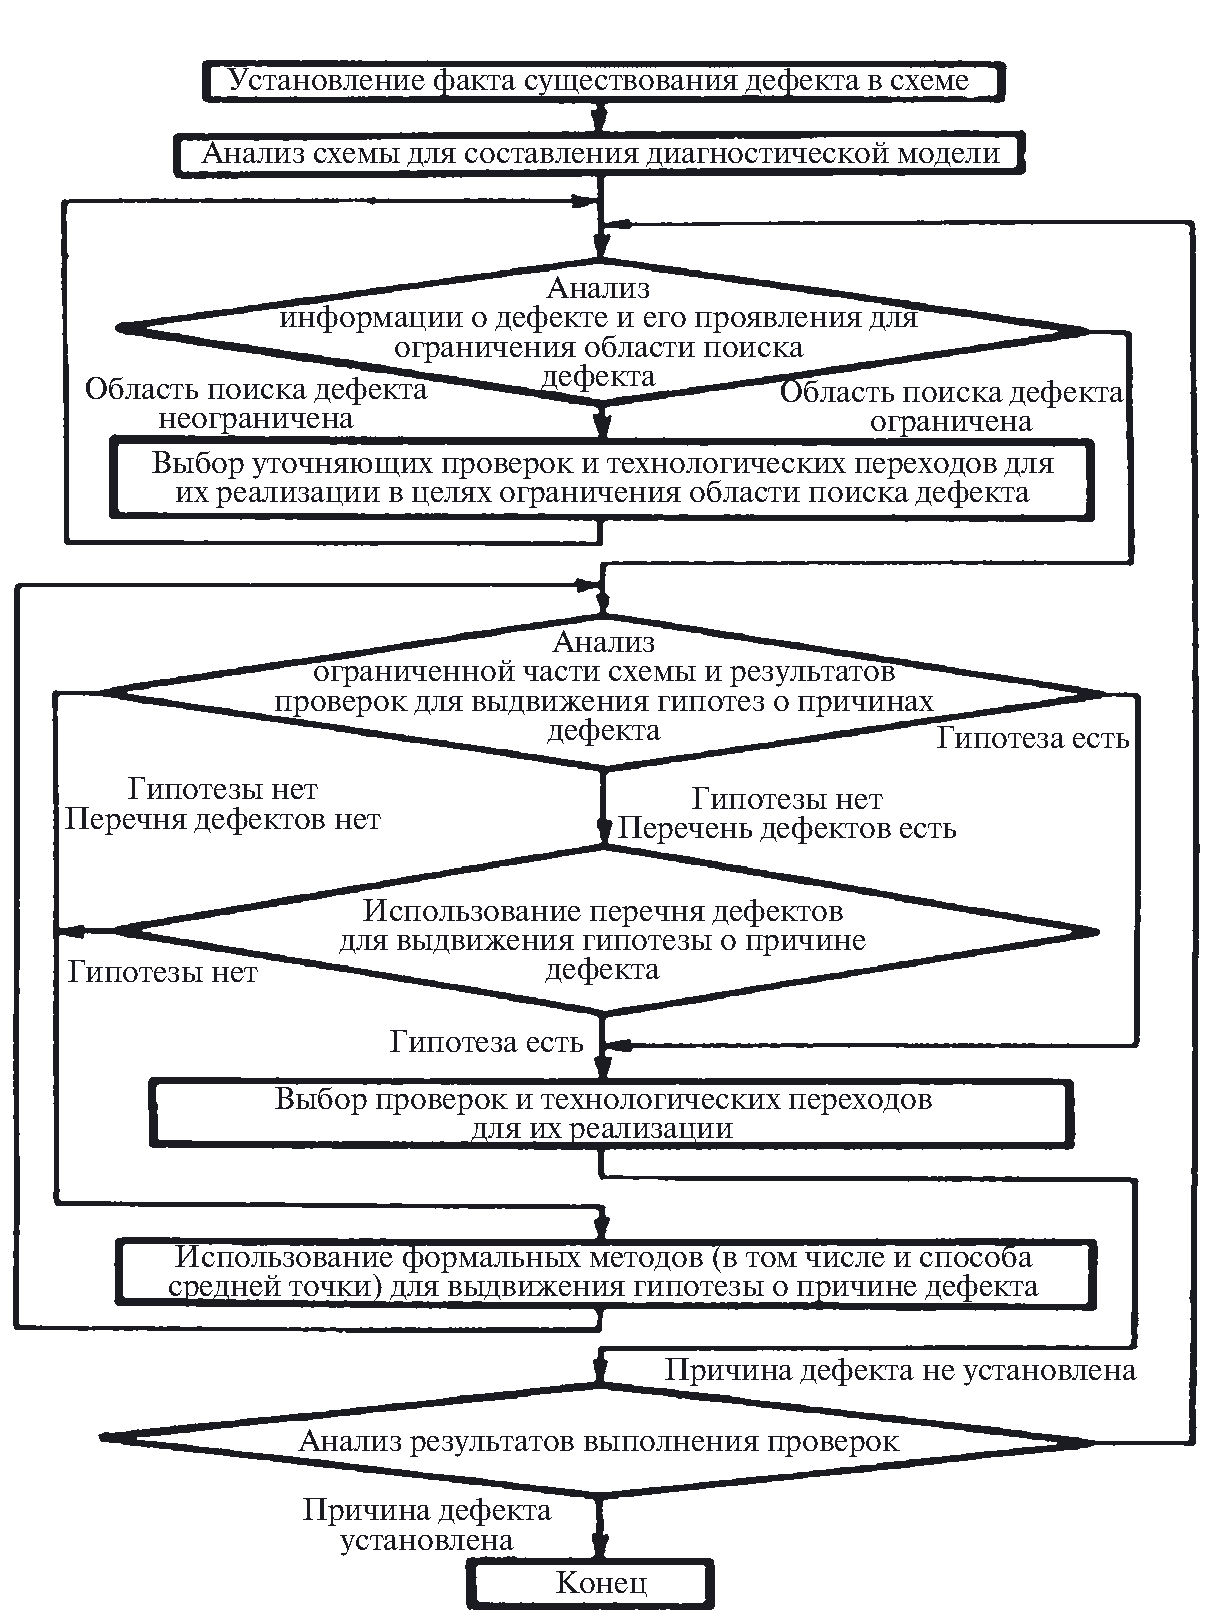 Установление факта существования дефекта в схеме
Анализ схемы для составления диагностической модели
Анализ
информации о дефекте и его проявления для
ограничения области поиска
дефекта
Область поиска дефекта
неограничена
Область поиска дефекта
ограничена
Выбор уточняющих проверок и технологических переходов для
их реализации в целях ограничения области поиска дефекта
Анализ
ограниченной части схемы и результатов
проверок для выдвижения гипотез о причинах
дефекта
Гипотеза есть
Гипотезы нет
Перечня дефектов нет
Гипотезы нет
Перечень дефектов есть
Использование перечня дефектов
для выдвижения гипотезы о причине
дефекта
Гипотезы нет
Гипотеза есть
Выбор проверок и технологических переходов
для их реализации
Использование формальных методов (в том числе и способа
средней точки) для выдвижения гипотезы о причине дефекта
Причина дефекта не установлена
Анализ результатов выполнения проверок
Причина дефекта
установлена
Конец